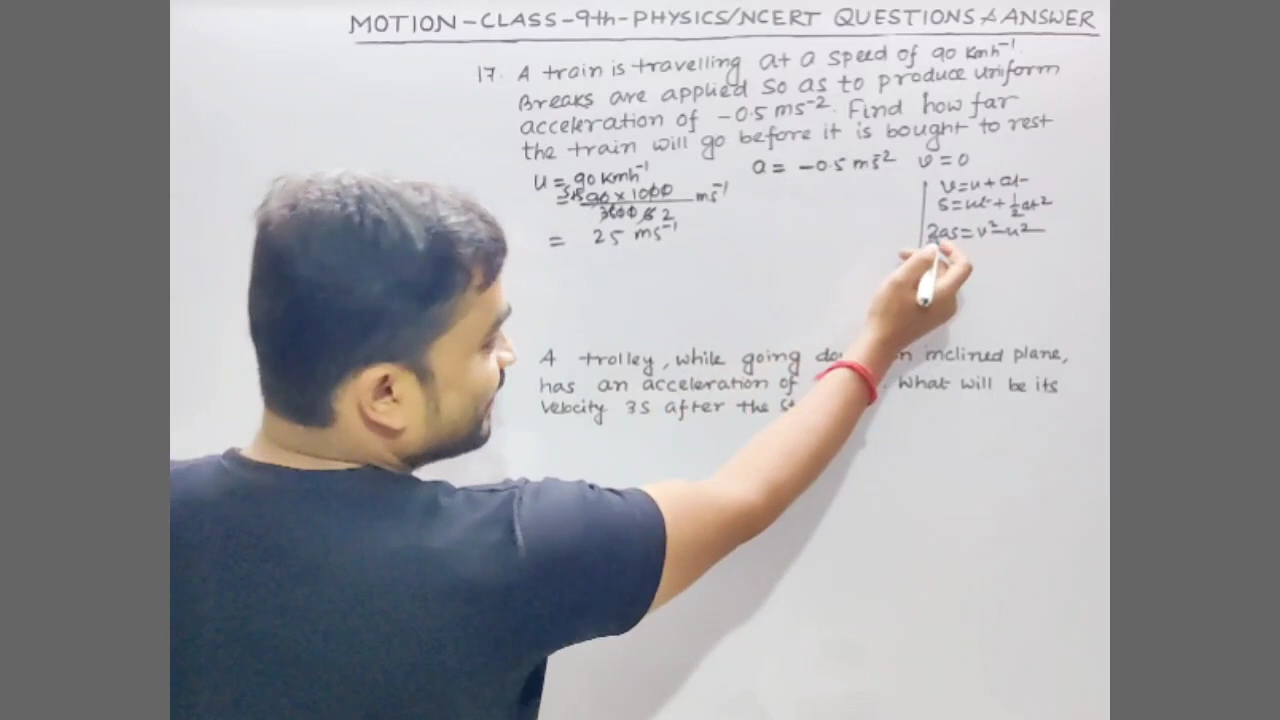 MOTION-CLASS-9th-PHYSICS/NCERT QUESTIONS & ANSWER
17. A train is travelling at a speed of 90 Kmh⁻¹.
Breaks are applied so as to produce uniform
acceleration of -0.5 ms⁻². Find how far
the train will go before it is bought to rest
u = 90 Kmh⁻¹ a = -0.5 ms⁻² v = 0
= 90 x 1000 / 3600 ms⁻¹
= 25 ms⁻¹
v = u + at
s = ut + 1/2 at²
2as = v² - u²
A trolley, while going inclined plane,
has an acceleration of . What will be its
velocity 3s after the